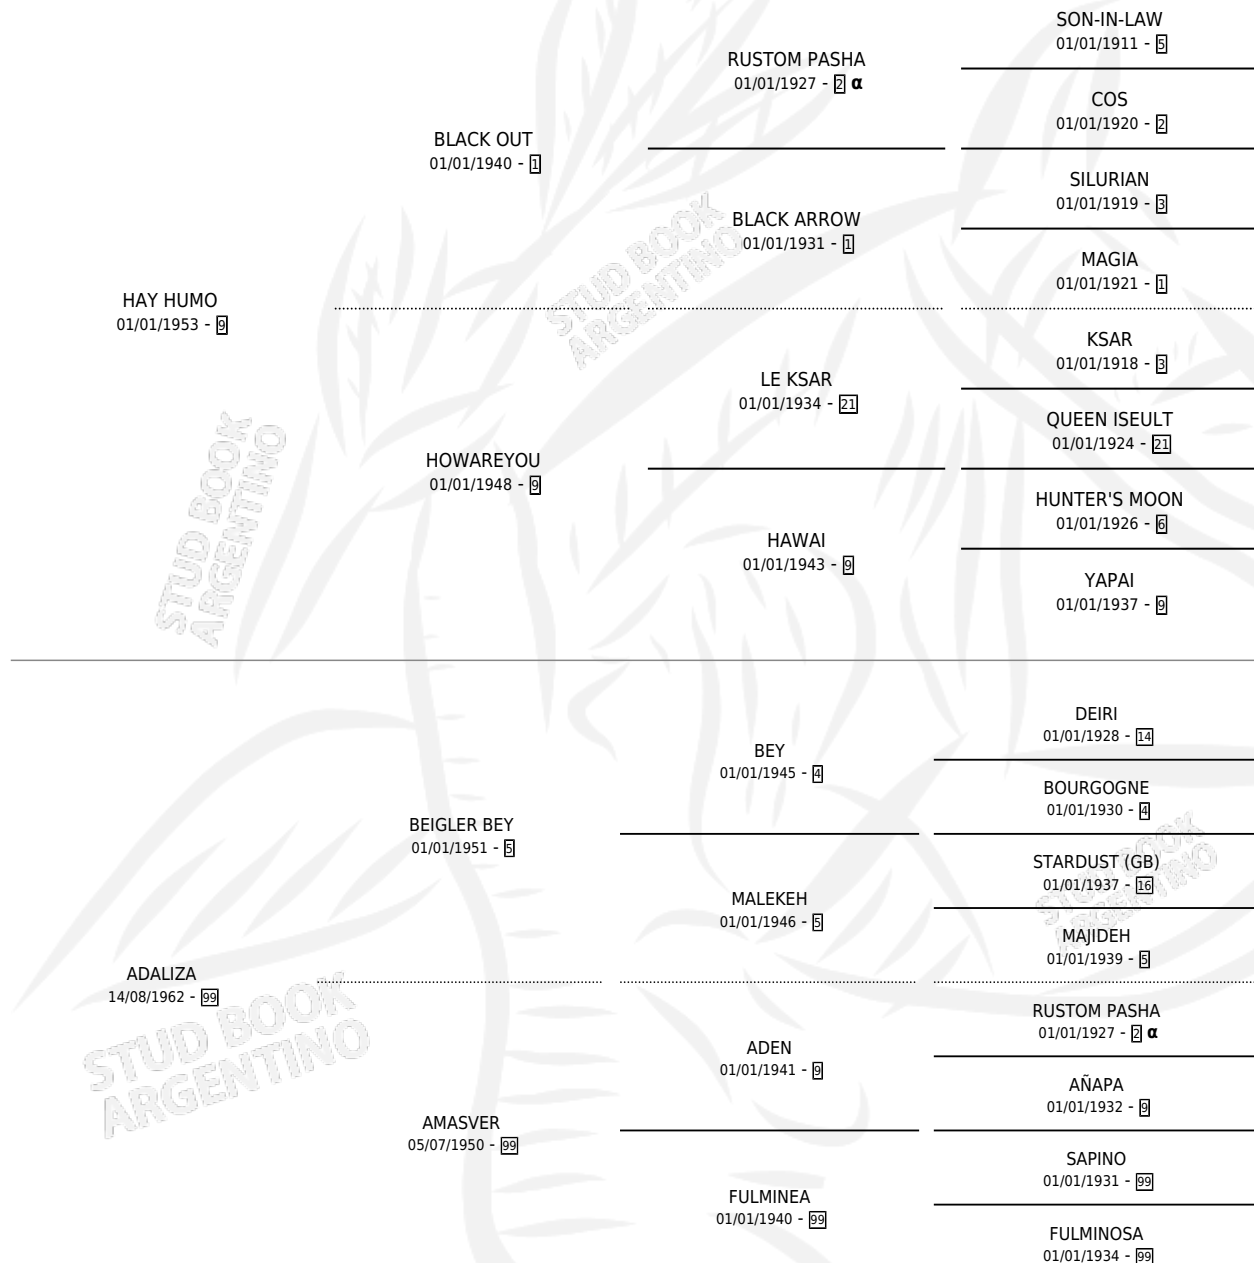 SON-IN-LAW
01/01/1911 - 5
RUSTOM PASHA
01/01/1927 - 2 α
COS
01/01/1920 - 2
BLACK OUT
01/01/1940 - 1
SILURIAN
01/01/1919 - 3
BLACK ARROW
01/01/1931 - 1
MAGIA
01/01/1921 - 1
HAY HUMO
01/01/1953 - 9
KSAR
01/01/1918 - 3
LE KSAR
01/01/1934 - 21
QUEEN ISEULT
01/01/1924 - 21
HOWAREYOU
01/01/1948 - 9
HUNTER'S MOON
01/01/1926 - 6
HAWAI
01/01/1943 - 9
YAPAI
01/01/1937 - 9
DEIRI
01/01/1928 - 14
BEY
01/01/1945 - 4
BOURGOGNE
01/01/1930 - 4
BEIGLER BEY
01/01/1951 - 5
STARDUST (GB)
01/01/1937 - 16
MALEKEH
01/01/1946 - 5
MAJIDEH
01/01/1939 - 5
ADALIZA
14/08/1962 - 99
RUSTOM PASHA
01/01/1927 - 2 α
ADEN
01/01/1941 - 9
AÑAPA
01/01/1932 - 9
AMASVER
05/07/1950 - 99
SAPINO
01/01/1931 - 99
FULMINEA
01/01/1940 - 99
FULMINOSA
01/01/1934 - 99
STUD BOOK
ARGENTINO
STUD BOOK
ARGENTINO
STUD BOOK
ARGENTINO
STUD BOOK
ARGENTINO